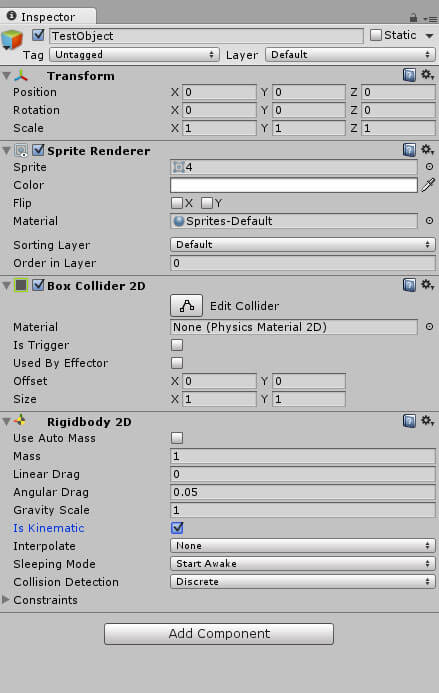 Inspector
TestObject Static
Tag Untagged Layer Default
Transform
Position X 0 Y 0 Z 0
Rotation X 0 Y 0 Z 0
Scale X 1 Y 1 Z 1
Sprite Renderer
Sprite 4
Color
Flip X Y
Material Sprites-Default
Sorting Layer Default
Order in Layer 0
Box Collider 2D
Edit Collider
Material None (Physics Material 2D)
Is Trigger
Used By Effector
Offset X 0 Y 0
Size X 1 Y 1
Rigidbody 2D
Use Auto Mass
Mass 1
Linear Drag 0
Angular Drag 0.05
Gravity Scale 1
Is Kinematic
Interpolate None
Sleeping Mode Start Awake
Collision Detection Discrete
Constraints
Add Component